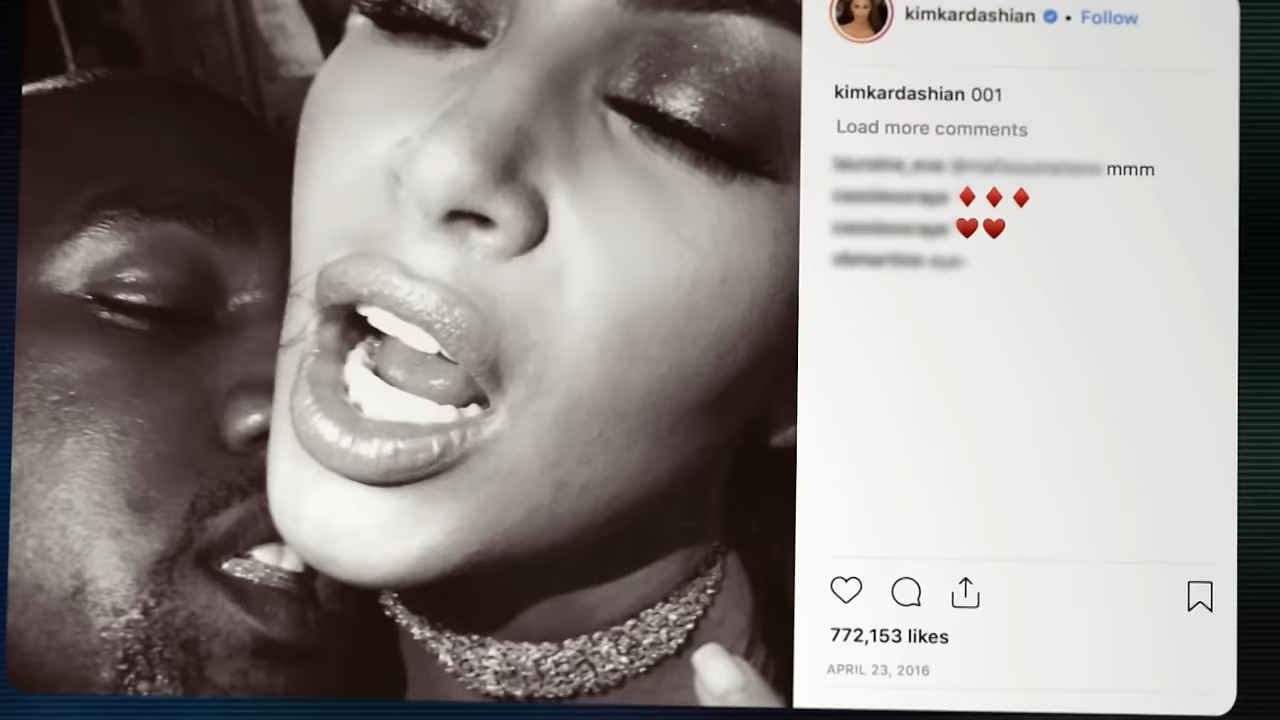 kimkardashian • Follow
kimkardashian 001
Load more comments
mmm
772,153 likes
APRIL 23, 2016